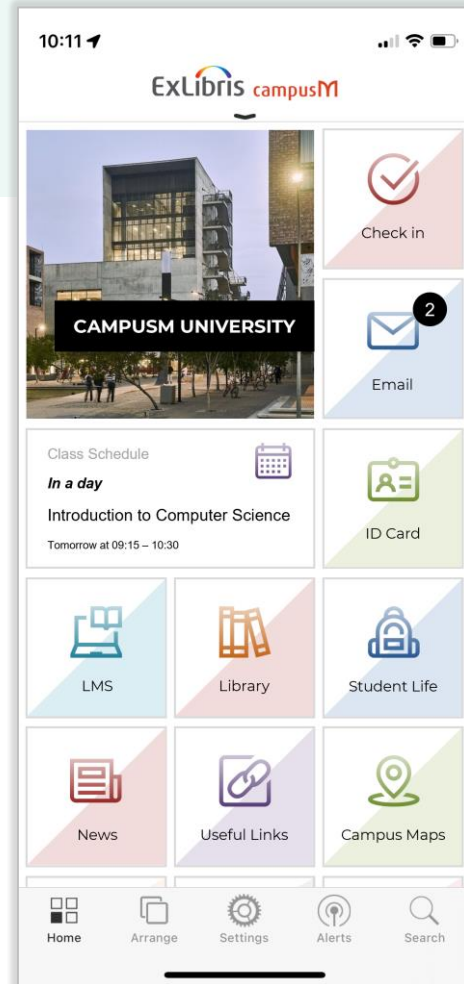 10:11
ExLibris campusM
CAMPUSM UNIVERSITY
Check in
2
Email
Class Schedule
In a day
Introduction to Computer Science
Tomorrow at 09:15 – 10:30
ID Card
LMS
Library
Student Life
News
Useful Links
Campus Maps
Home
Arrange
Settings
Alerts
Search